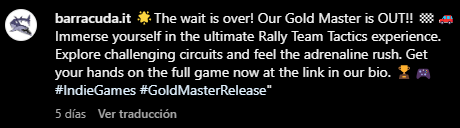 barracuda.it 🌟The wait is over! Our Gold Master is OUT!! 🏁 🚗
Immerse yourself in the ultimate Rally Team Tactics experience.
Explore challenging circuits and feel the adrenaline rush. Get
your hands on the full game now at the link in our bio. 🏆 🎮
#IndieGames #GoldMasterRelease"
5 días Ver traducción